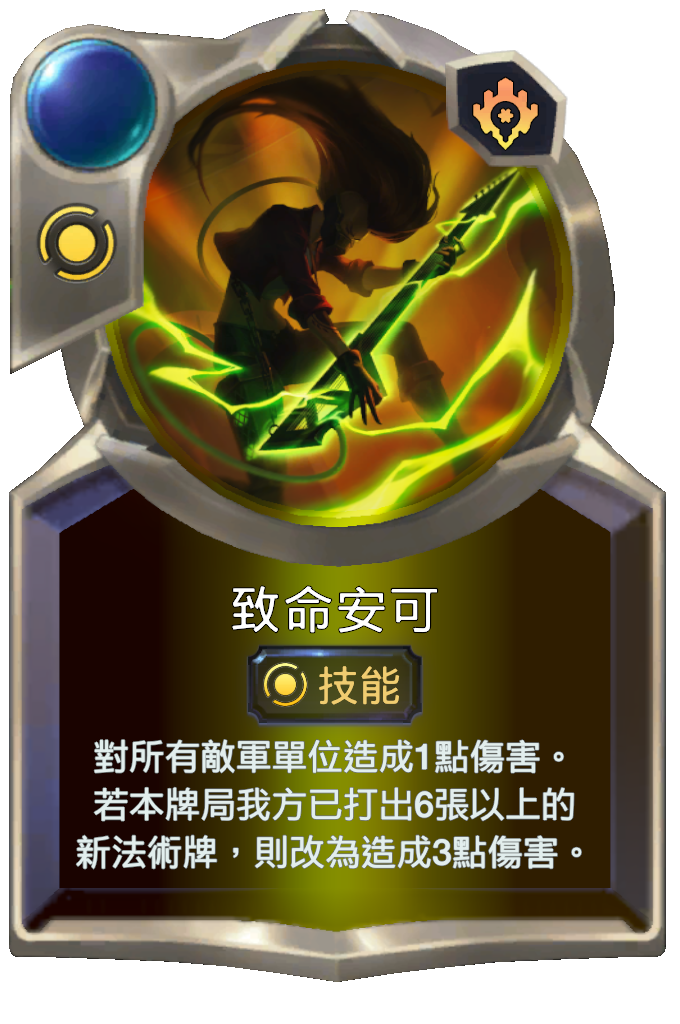 致命安可
技能
對所有敵軍單位造成1點傷害。
若本牌局我方已打出6張以上的
新法術牌，則改為造成3點傷害。